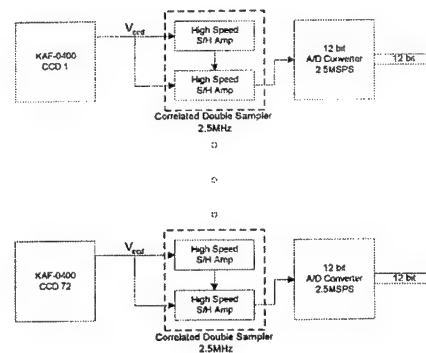 KAF-0400
CCD 1
Vccd
High Speed
S/H Amp
High Speed
S/H Amp
Correlated Double Sampler
2.5MHz
12 bit
A/D Converter
2.5MSPS
12 bit
KAF-0400
CCD 72
Vccd
High Speed
S/H Amp
High Speed
S/H Amp
Correlated Double Sampler
2.5MHz
12 bit
A/D Converter
2.5MSPS
12 bit